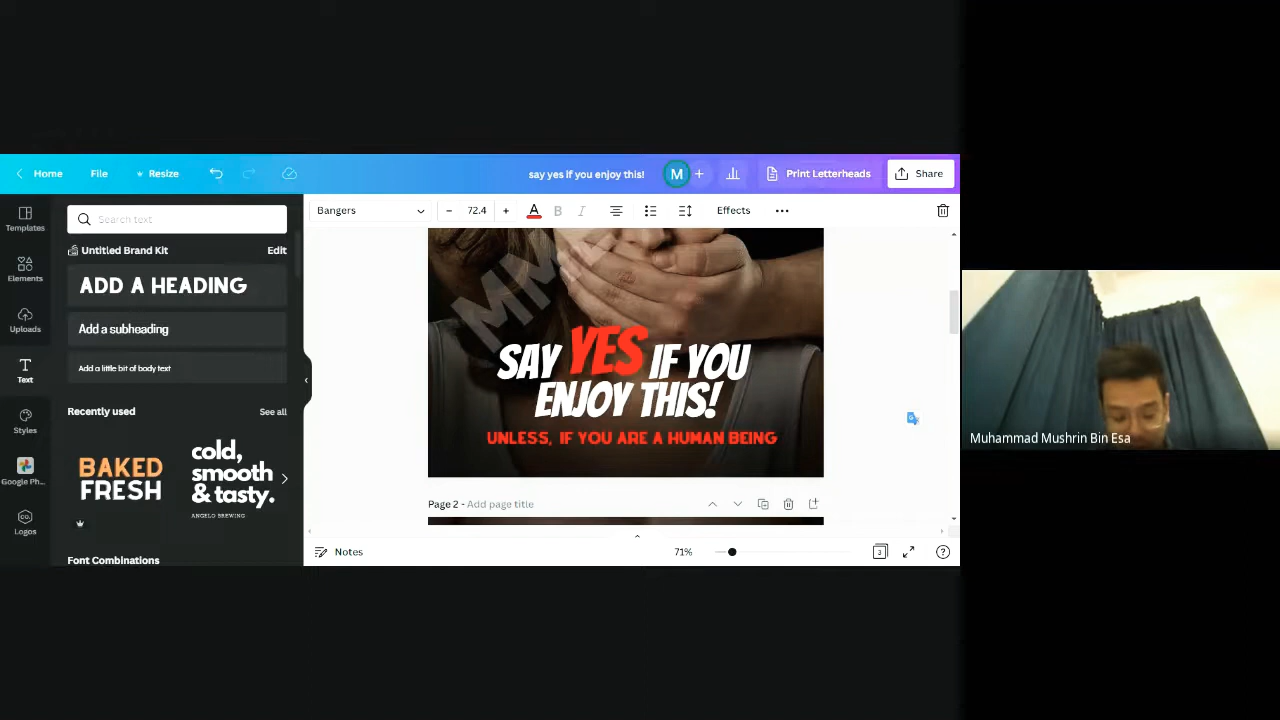 Home
File
Resize
say yes if you enjoy this!
M
+
Print Letterheads
Share
Templates
Elements
Uploads
Text
Styles
Google Ph...
Logos
Search text
Untitled Brand Kit
Edit
ADD A HEADING
Add a subheading
Add a little bit of body text
Recently used
See all
BAKED
FRESH
cold,
smooth
& tasty.
ANGELO BREWING
Font Combinations
Bangers
–
72.4
+
A
B
I
Effects
...
SAY YES IF YOU
ENJOY THIS!
UNLESS, IF YOU ARE A HUMAN BEING
Page 2 - Add page title
Notes
71%
3
?
Muhammad Mushrin Bin Esa